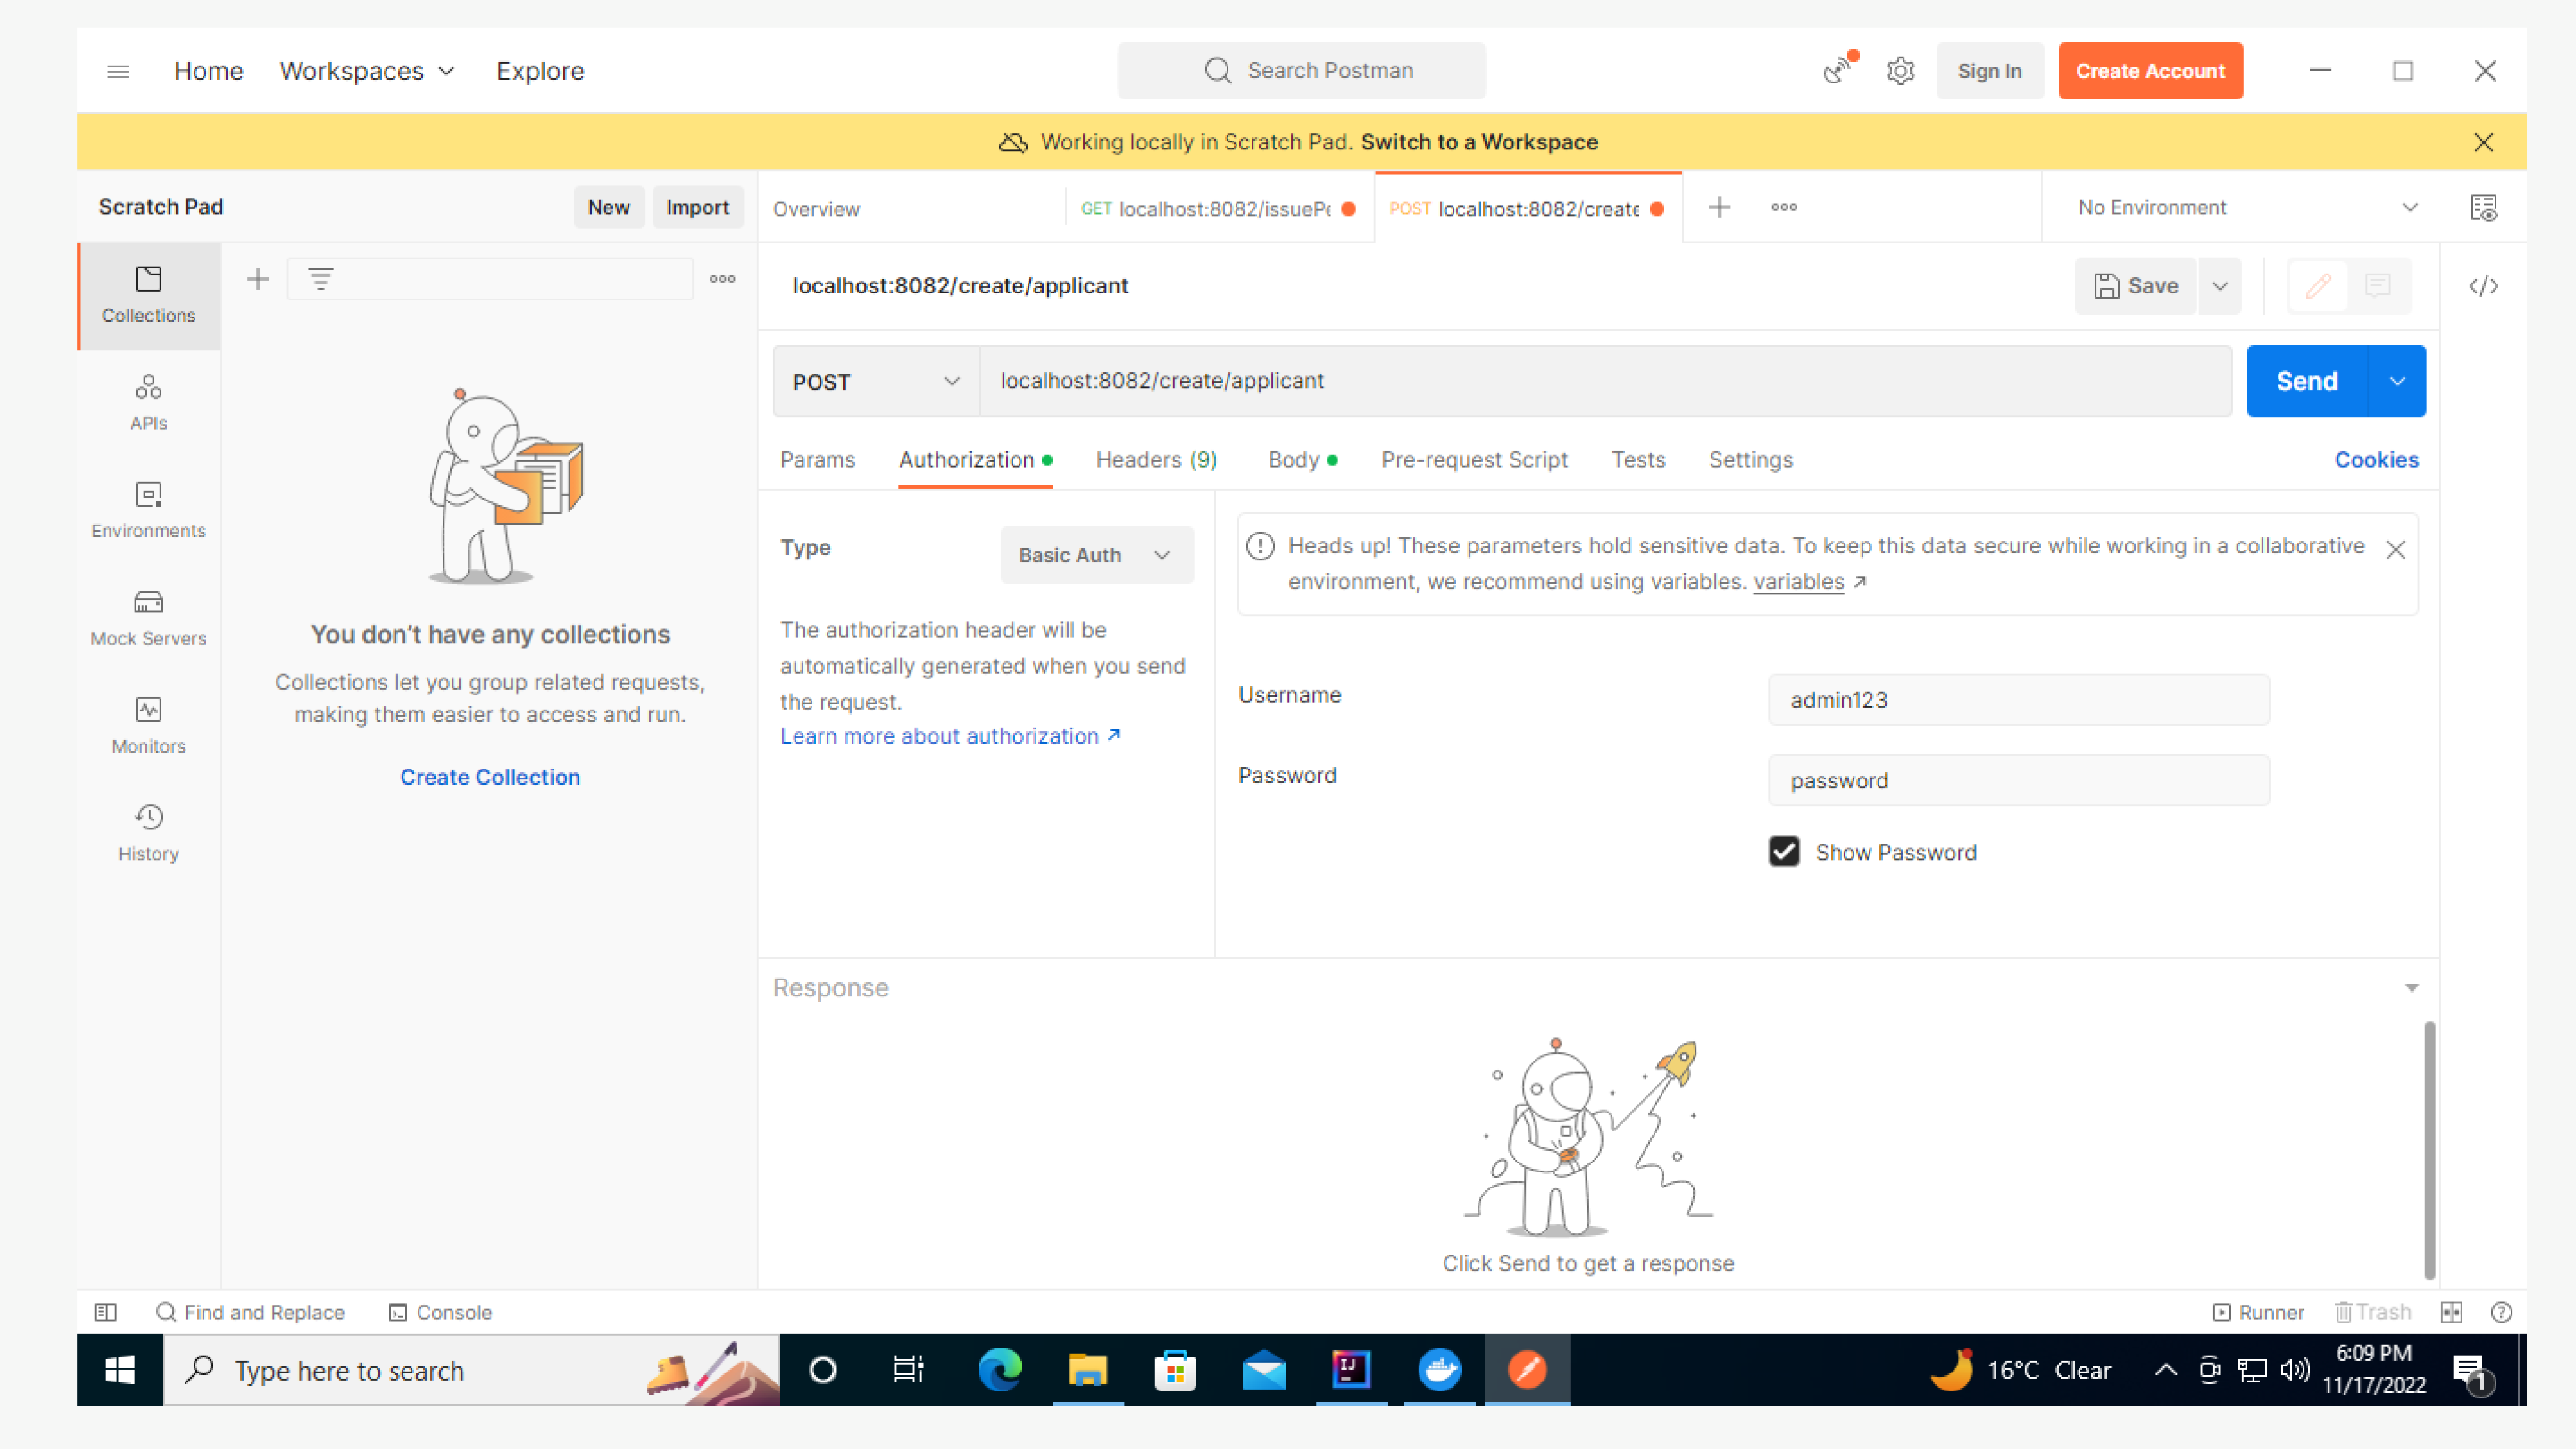 Home Workspaces Explore Search Postman Sign In Create Account
Working locally in Scratch Pad. Switch to a Workspace
Scratch Pad New Import Overview GET localhost:8082/issuePo POST localhost:8082/create No Environment
localhost:8082/create/applicant Save
Collections
POST localhost:8082/create/applicant Send
APIs
Params Authorization Headers (9) Body Pre-request Script Tests Settings Cookies
Environments
Type Basic Auth
Heads up! These parameters hold sensitive data. To keep this data secure while working in a collaborative
environment, we recommend using variables. variables
Mock Servers
You don't have any collections
Collections let you group related requests,
making them easier to access and run.
Create Collection
The authorization header will be
automatically generated when you send
the request.
Learn more about authorization
Username admin123
Password password
Show Password
Monitors
History
Response
Click Send to get a response
Find and Replace Console Runner Trash
Type here to search
IJ
16°C Clear
6:09 PM
11/17/2022
1